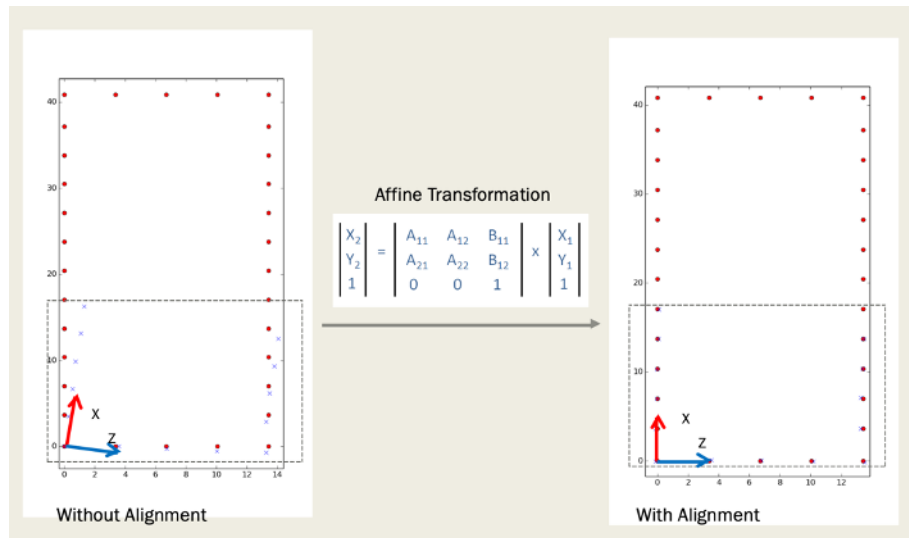 40
30
20
10
0
0
2
4
6
8
10
12
14
X
Z
Without Alignment
Affine Transformation
X₂ = A₁₁ A₁₂ B₁₁ x X₁
Y₂ A₂₁ A₂₂ B₁₂ Y₁
1 0 0 1 1
40
30
20
10
0
0
2
4
6
8
10
12
X
Z
With Alignment